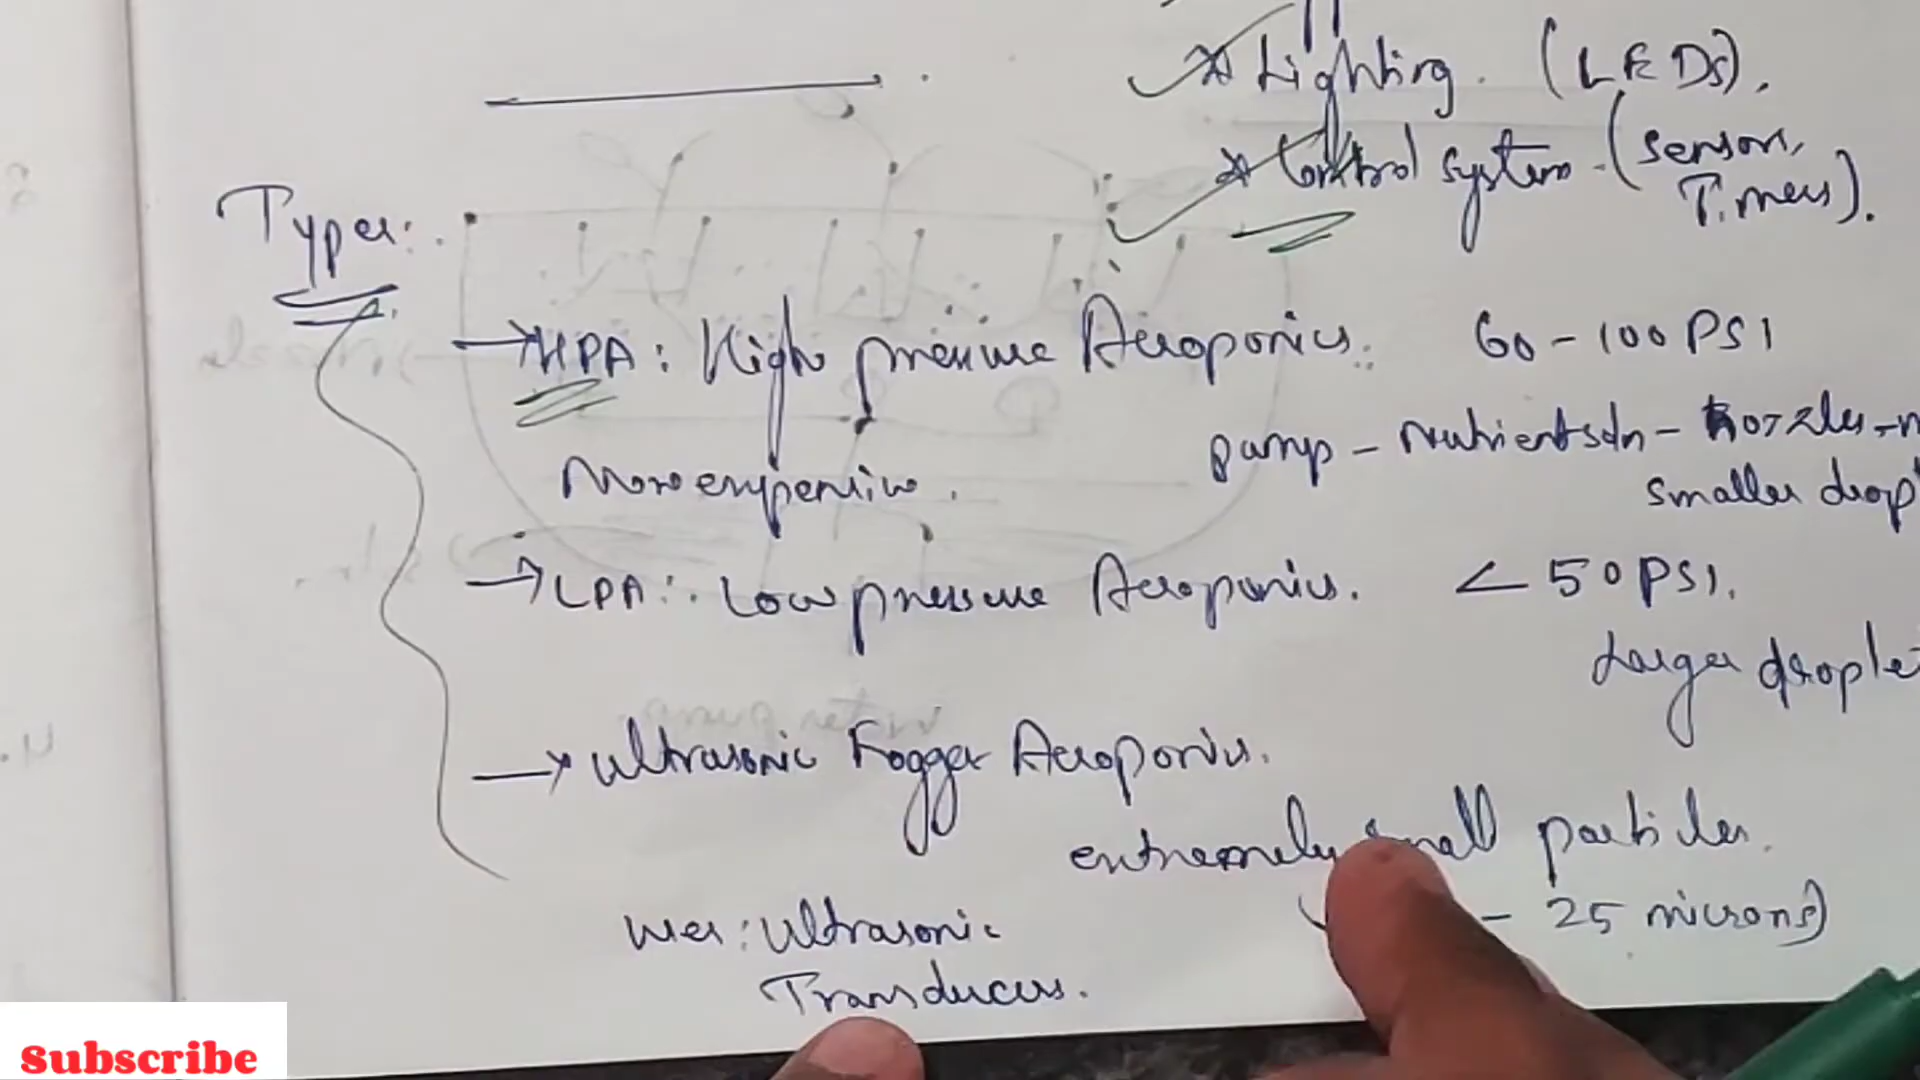 * Lighting. (LEDs).
* Control system - (Sensors,
Timers).
Types:
→ HPA: High pressure Aeroponics. 60-100 PSI
pump - nutrient soln - Nozzles -
More expensive.
smaller drop
→ LPA: Low pressure Aeroponics. < 50 PSI.
Larger droplet
→ Ultrasonic Fogger Aeroponics.
extremely small particles.
- 25 microns)
Uses: Ultrasonic
Transducers.
Subscribe